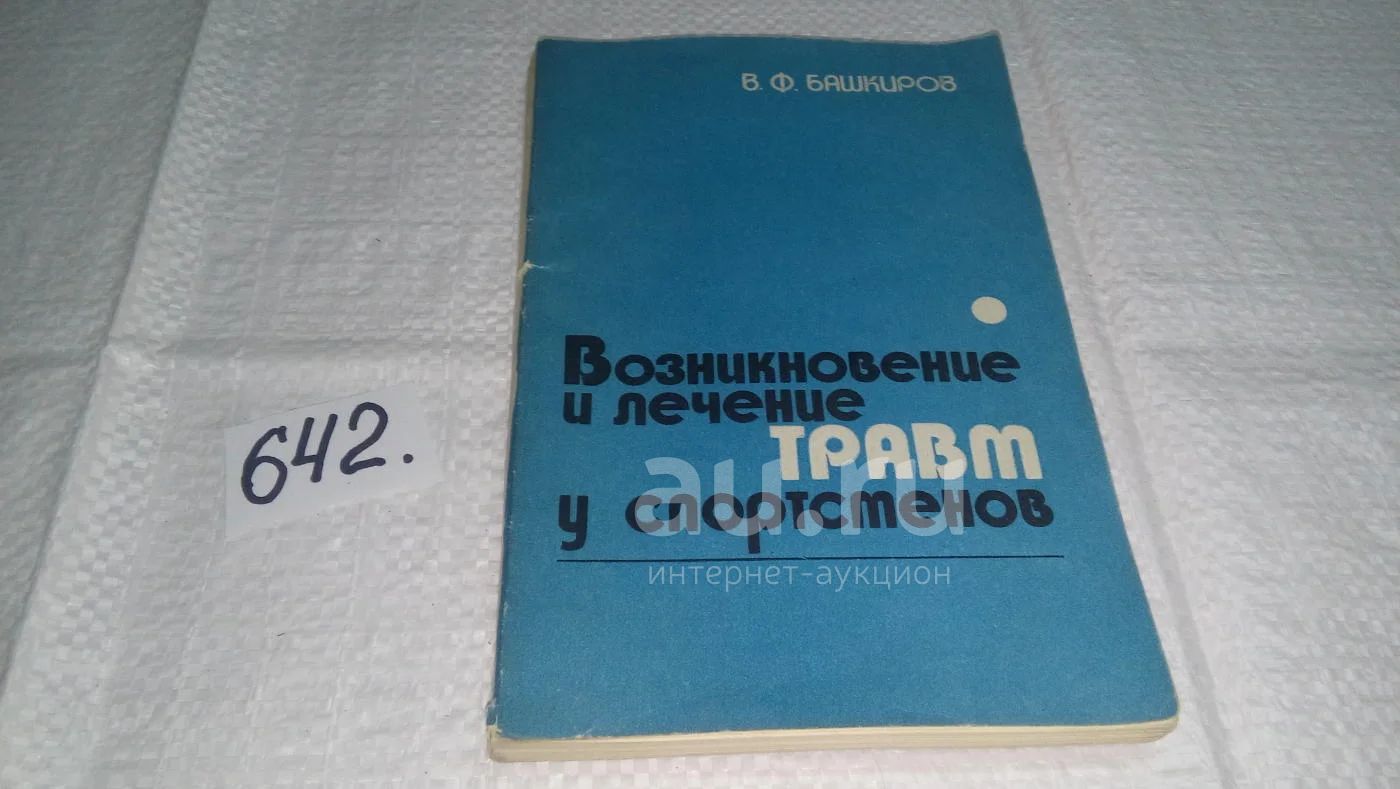 В. Ф. БАШКИРОВ
Возникновение
и лечение
ТРАВМ
у спортсменов
au.ru
интернет-аукцион
642.